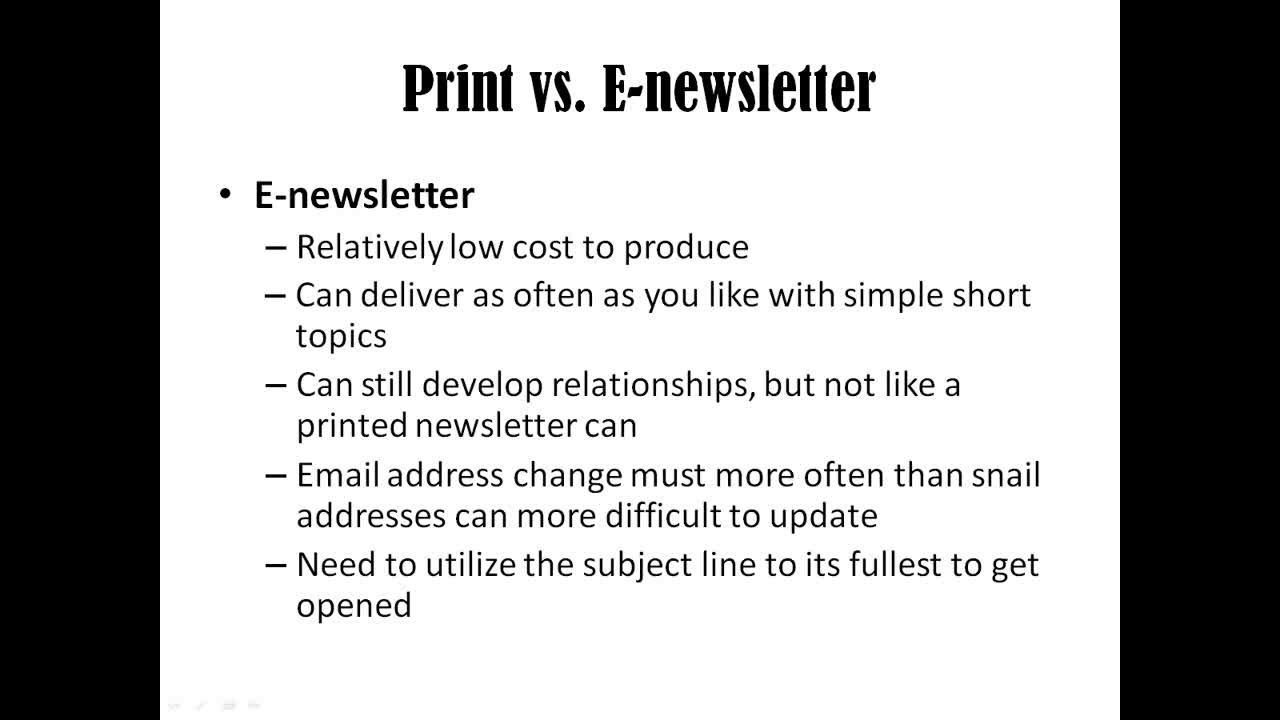 Print vs. E-newsletter
• E-newsletter
– Relatively low cost to produce
– Can deliver as often as you like with simple short
topics
– Can still develop relationships, but not like a
printed newsletter can
– Email address change must more often than snail
addresses can more difficult to update
– Need to utilize the subject line to its fullest to get
opened